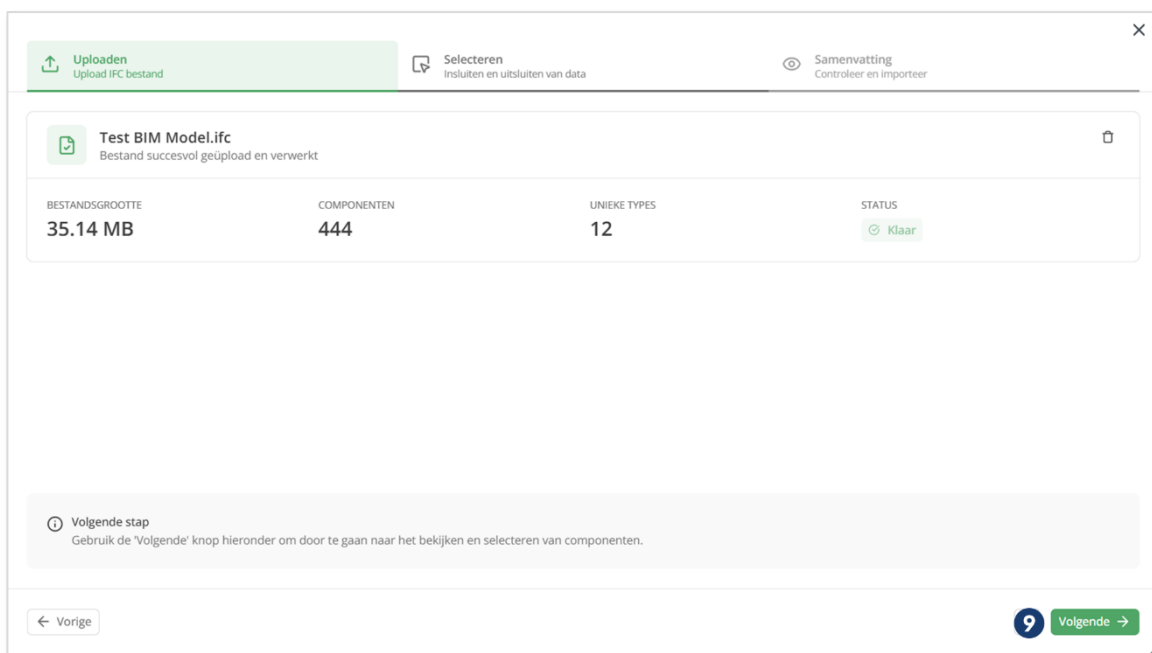 Uploaden
Upload IFC bestand
Selecteren
Insluiten en uitsluiten van data
Samenvatting
Controleer en importeer
Test BIM Model.ifc
Bestand succesvol geüpload en verwerkt
BESTANDSGROOTTE
COMPONENTEN
UNIEKE TYPES
STATUS
35.14 MB
444
12
Klaar
Volgende stap
Gebruik de 'Volgende' knop hieronder om door te gaan naar het bekijken en selecteren van componenten.
Vorige
9
Volgende